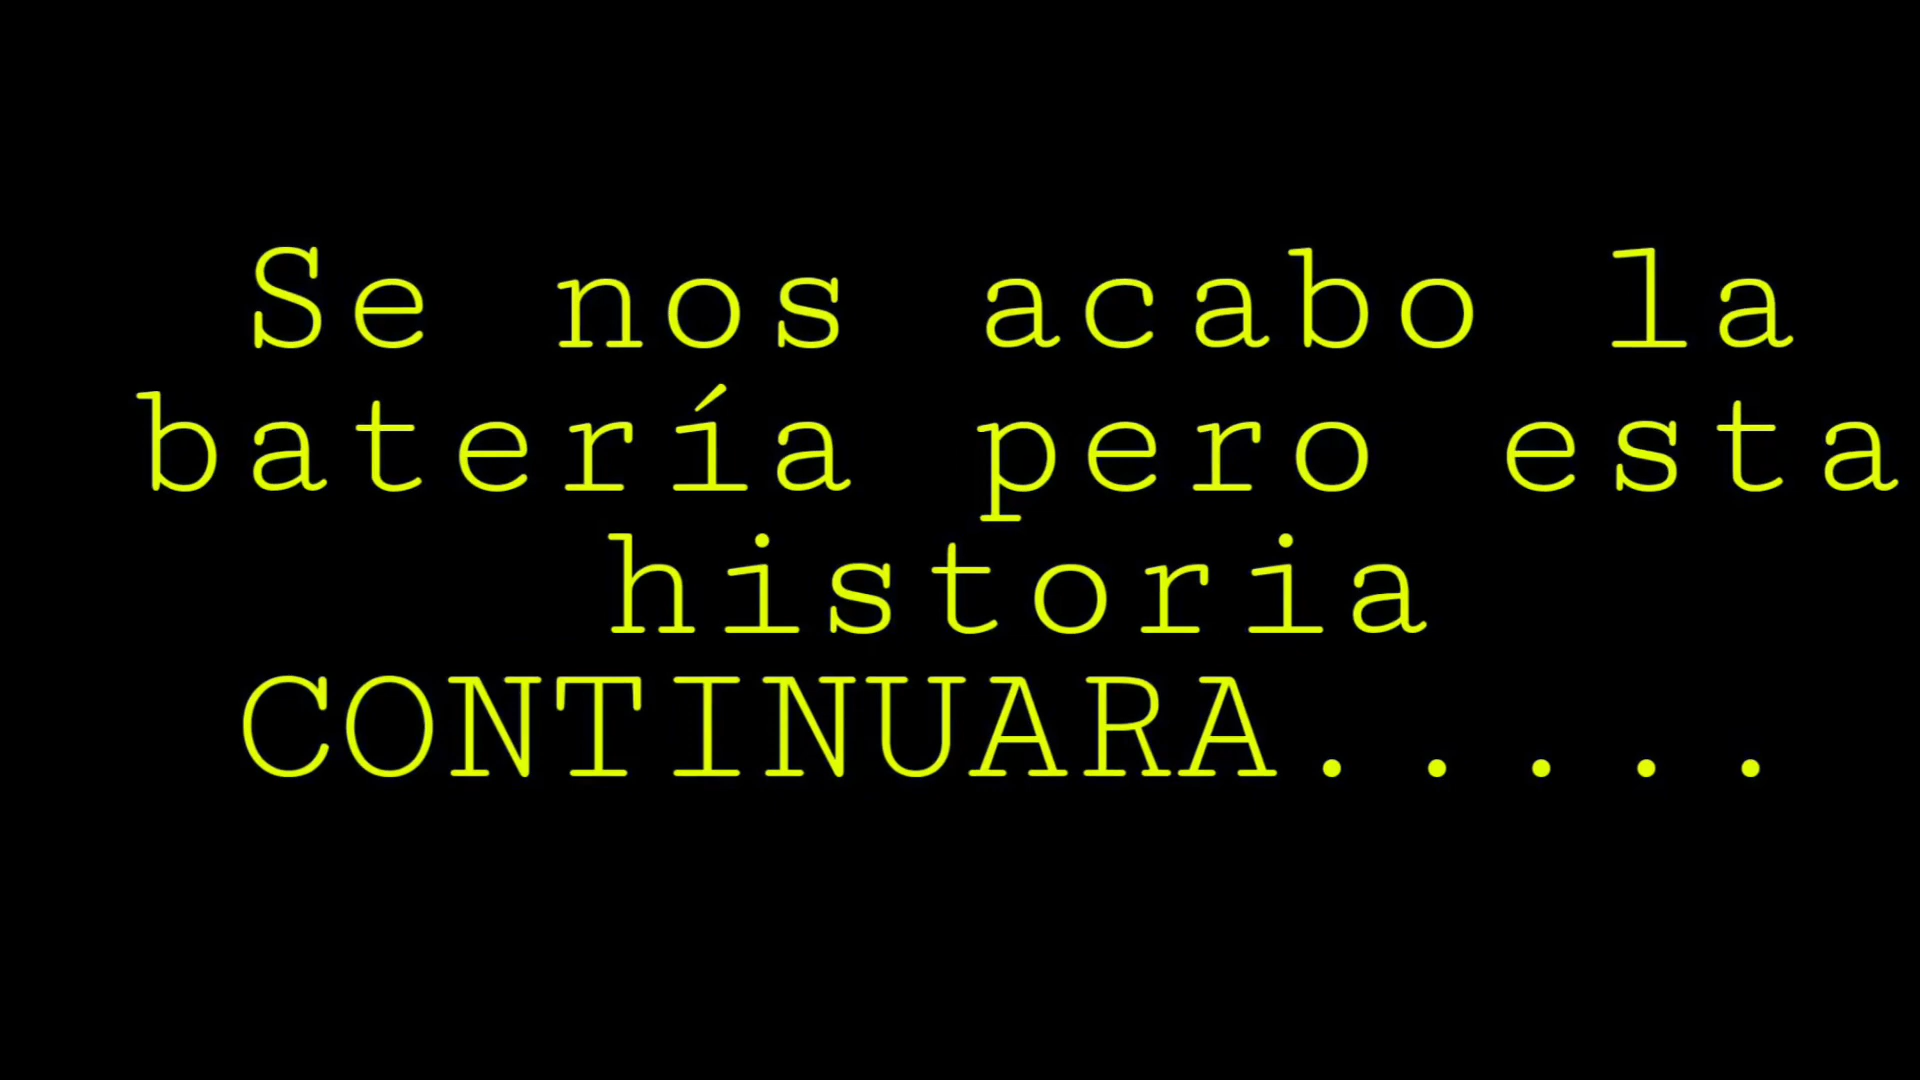 Se nos acabo la
batería pero esta
historia
CONTINUARA.....